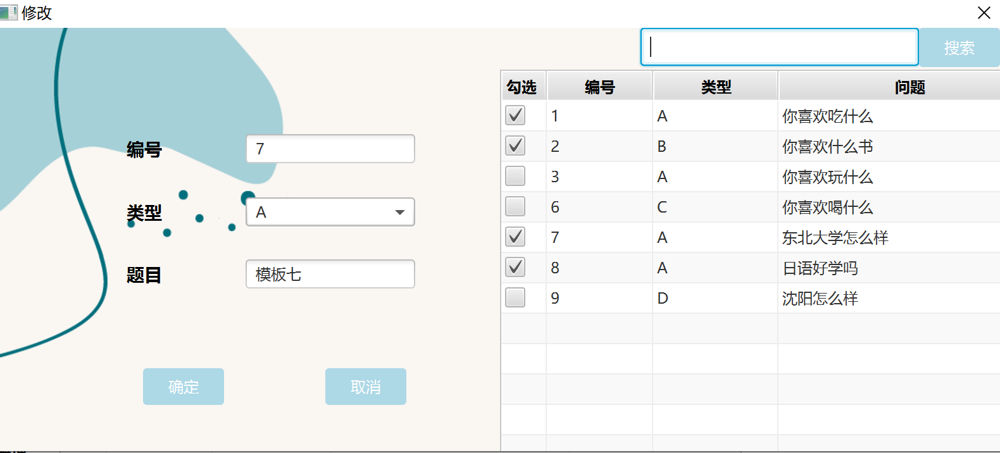 修改
搜索
编号 7
类型 A
题目 模板七
确定 取消
勾选 编号 类型 问题
1 A 你喜欢吃什么
2 B 你喜欢什么书
3 A 你喜欢玩什么
6 C 你喜欢喝什么
7 A 东北大学怎么样
8 A 日语好学吗
9 D 沈阳怎么样